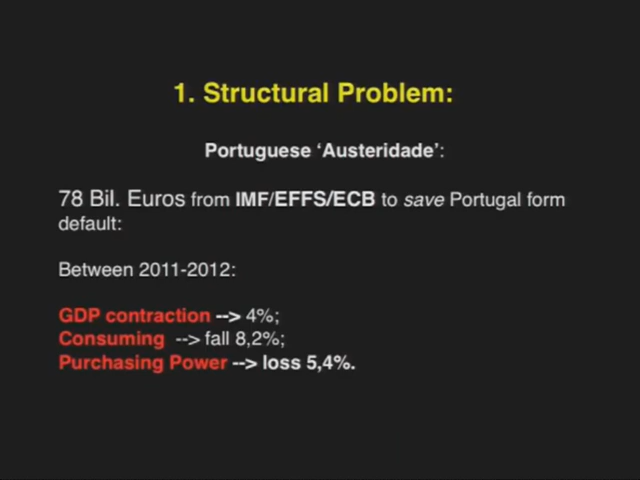 1. Structural Problem:
Portuguese ‘Austeridade’:
78 Bil. Euros from IMF/EFFS/ECB to save Portugal form
default:
Between 2011-2012:
GDP contraction --> 4%;
Consuming --> fall 8,2%;
Purchasing Power --> loss 5,4%.